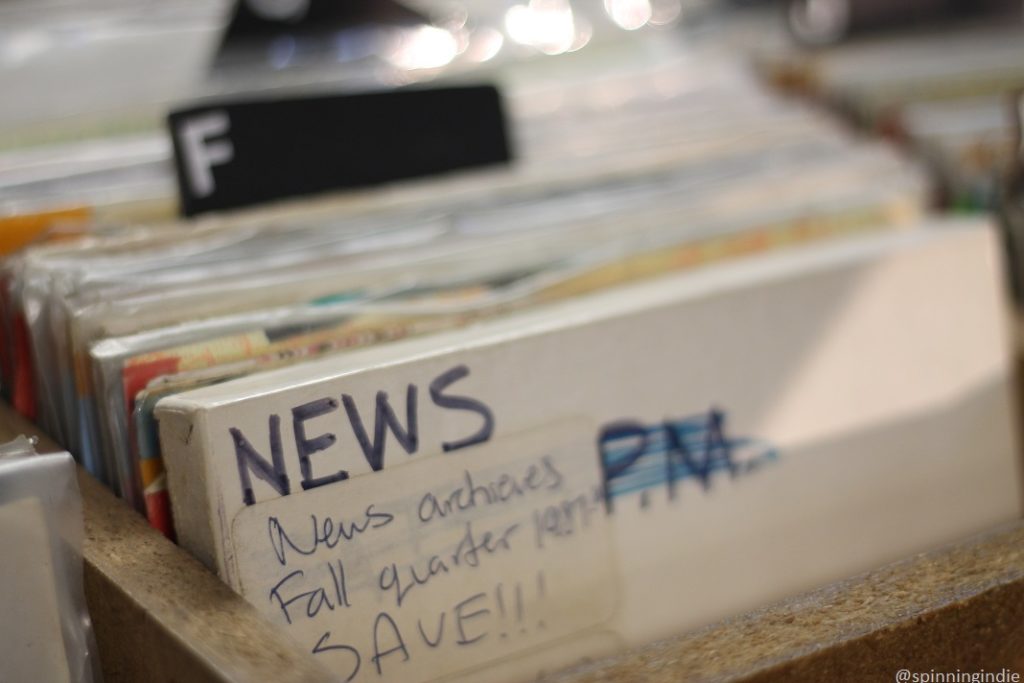 F
NEWS
P.M.
News archives
Fall quarter
SAVE!!!
@spinningindie